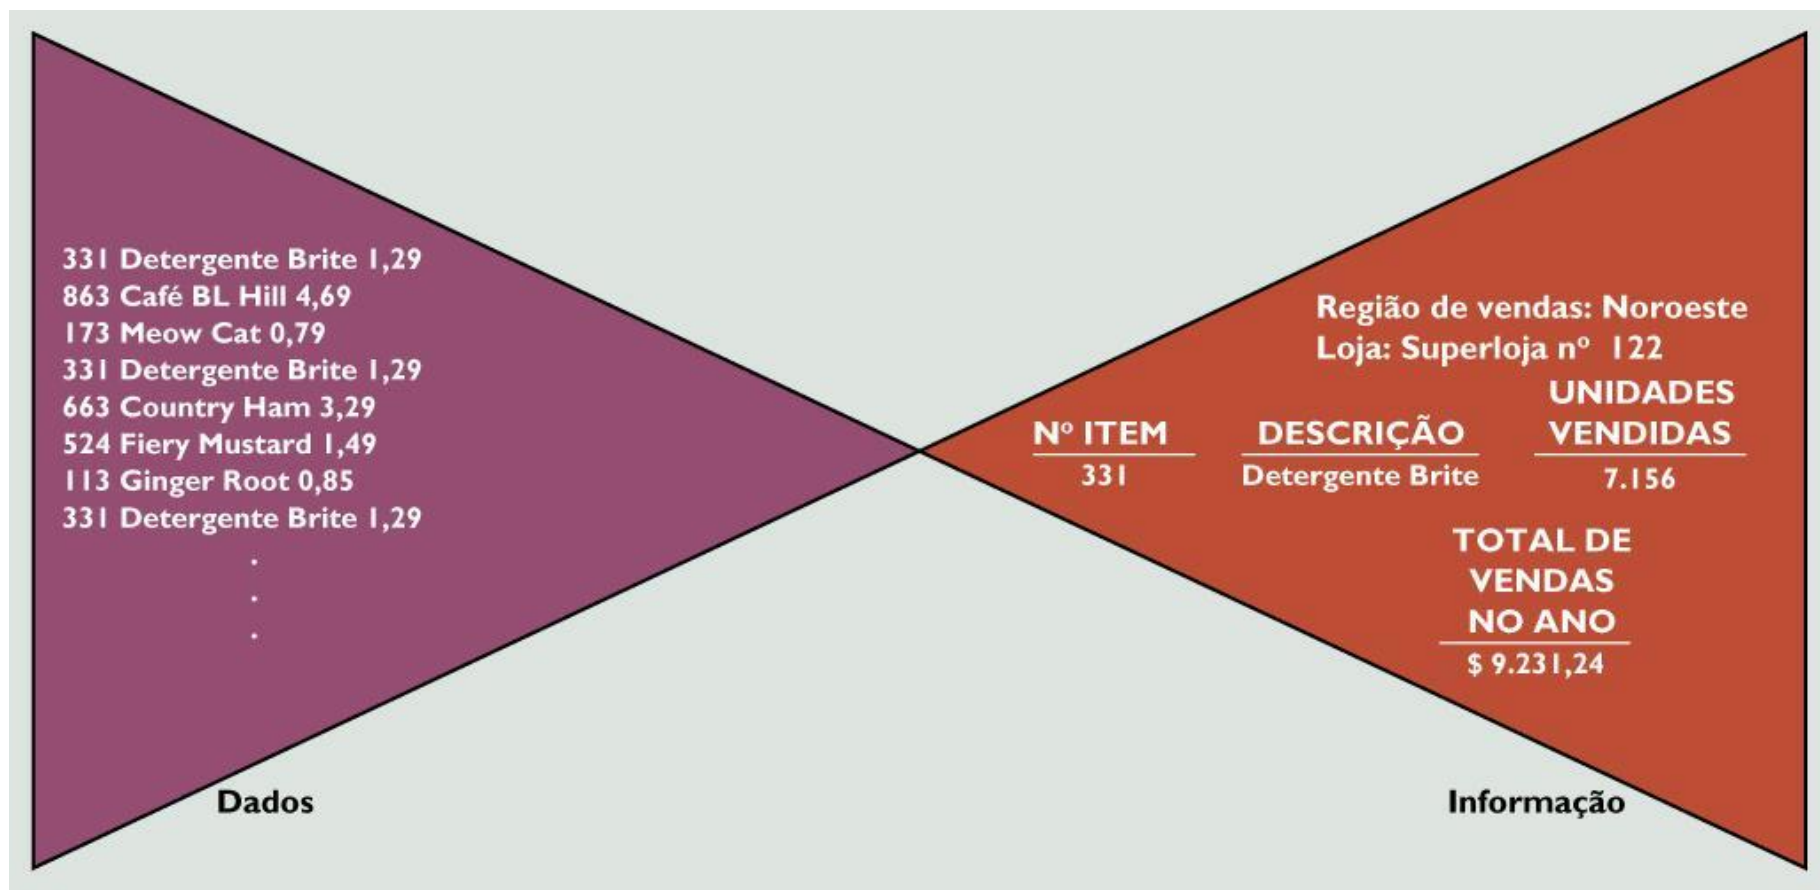 331 Detergente Brite 1,29
863 Café BL Hill 4,69
173 Meow Cat 0,79
331 Detergente Brite 1,29
663 Country Ham 3,29
524 Fiery Mustard 1,49
113 Ginger Root 0,85
331 Detergente Brite 1,29
.
.
.
Dados
Região de vendas: Noroeste
Loja: Superloja nº 122
Nº ITEM
331
DESCRIÇÃO
Detergente Brite
UNIDADES
VENDIDAS
7.156
TOTAL DE
VENDAS
NO ANO
$ 9.231,24
Informação